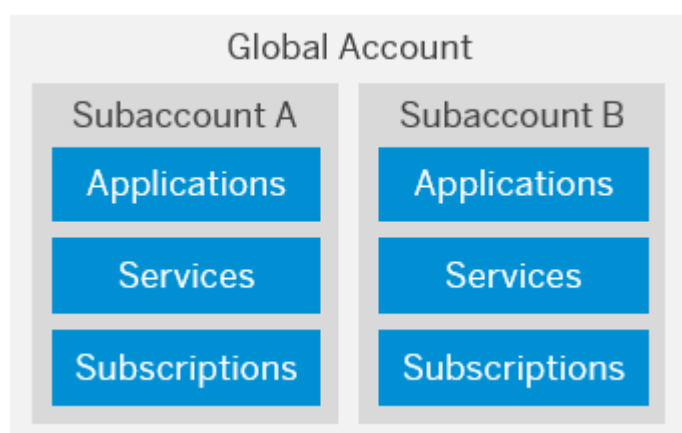 Global Account
Subaccount A
Applications
Services
Subscriptions
Subaccount B
Applications
Services
Subscriptions